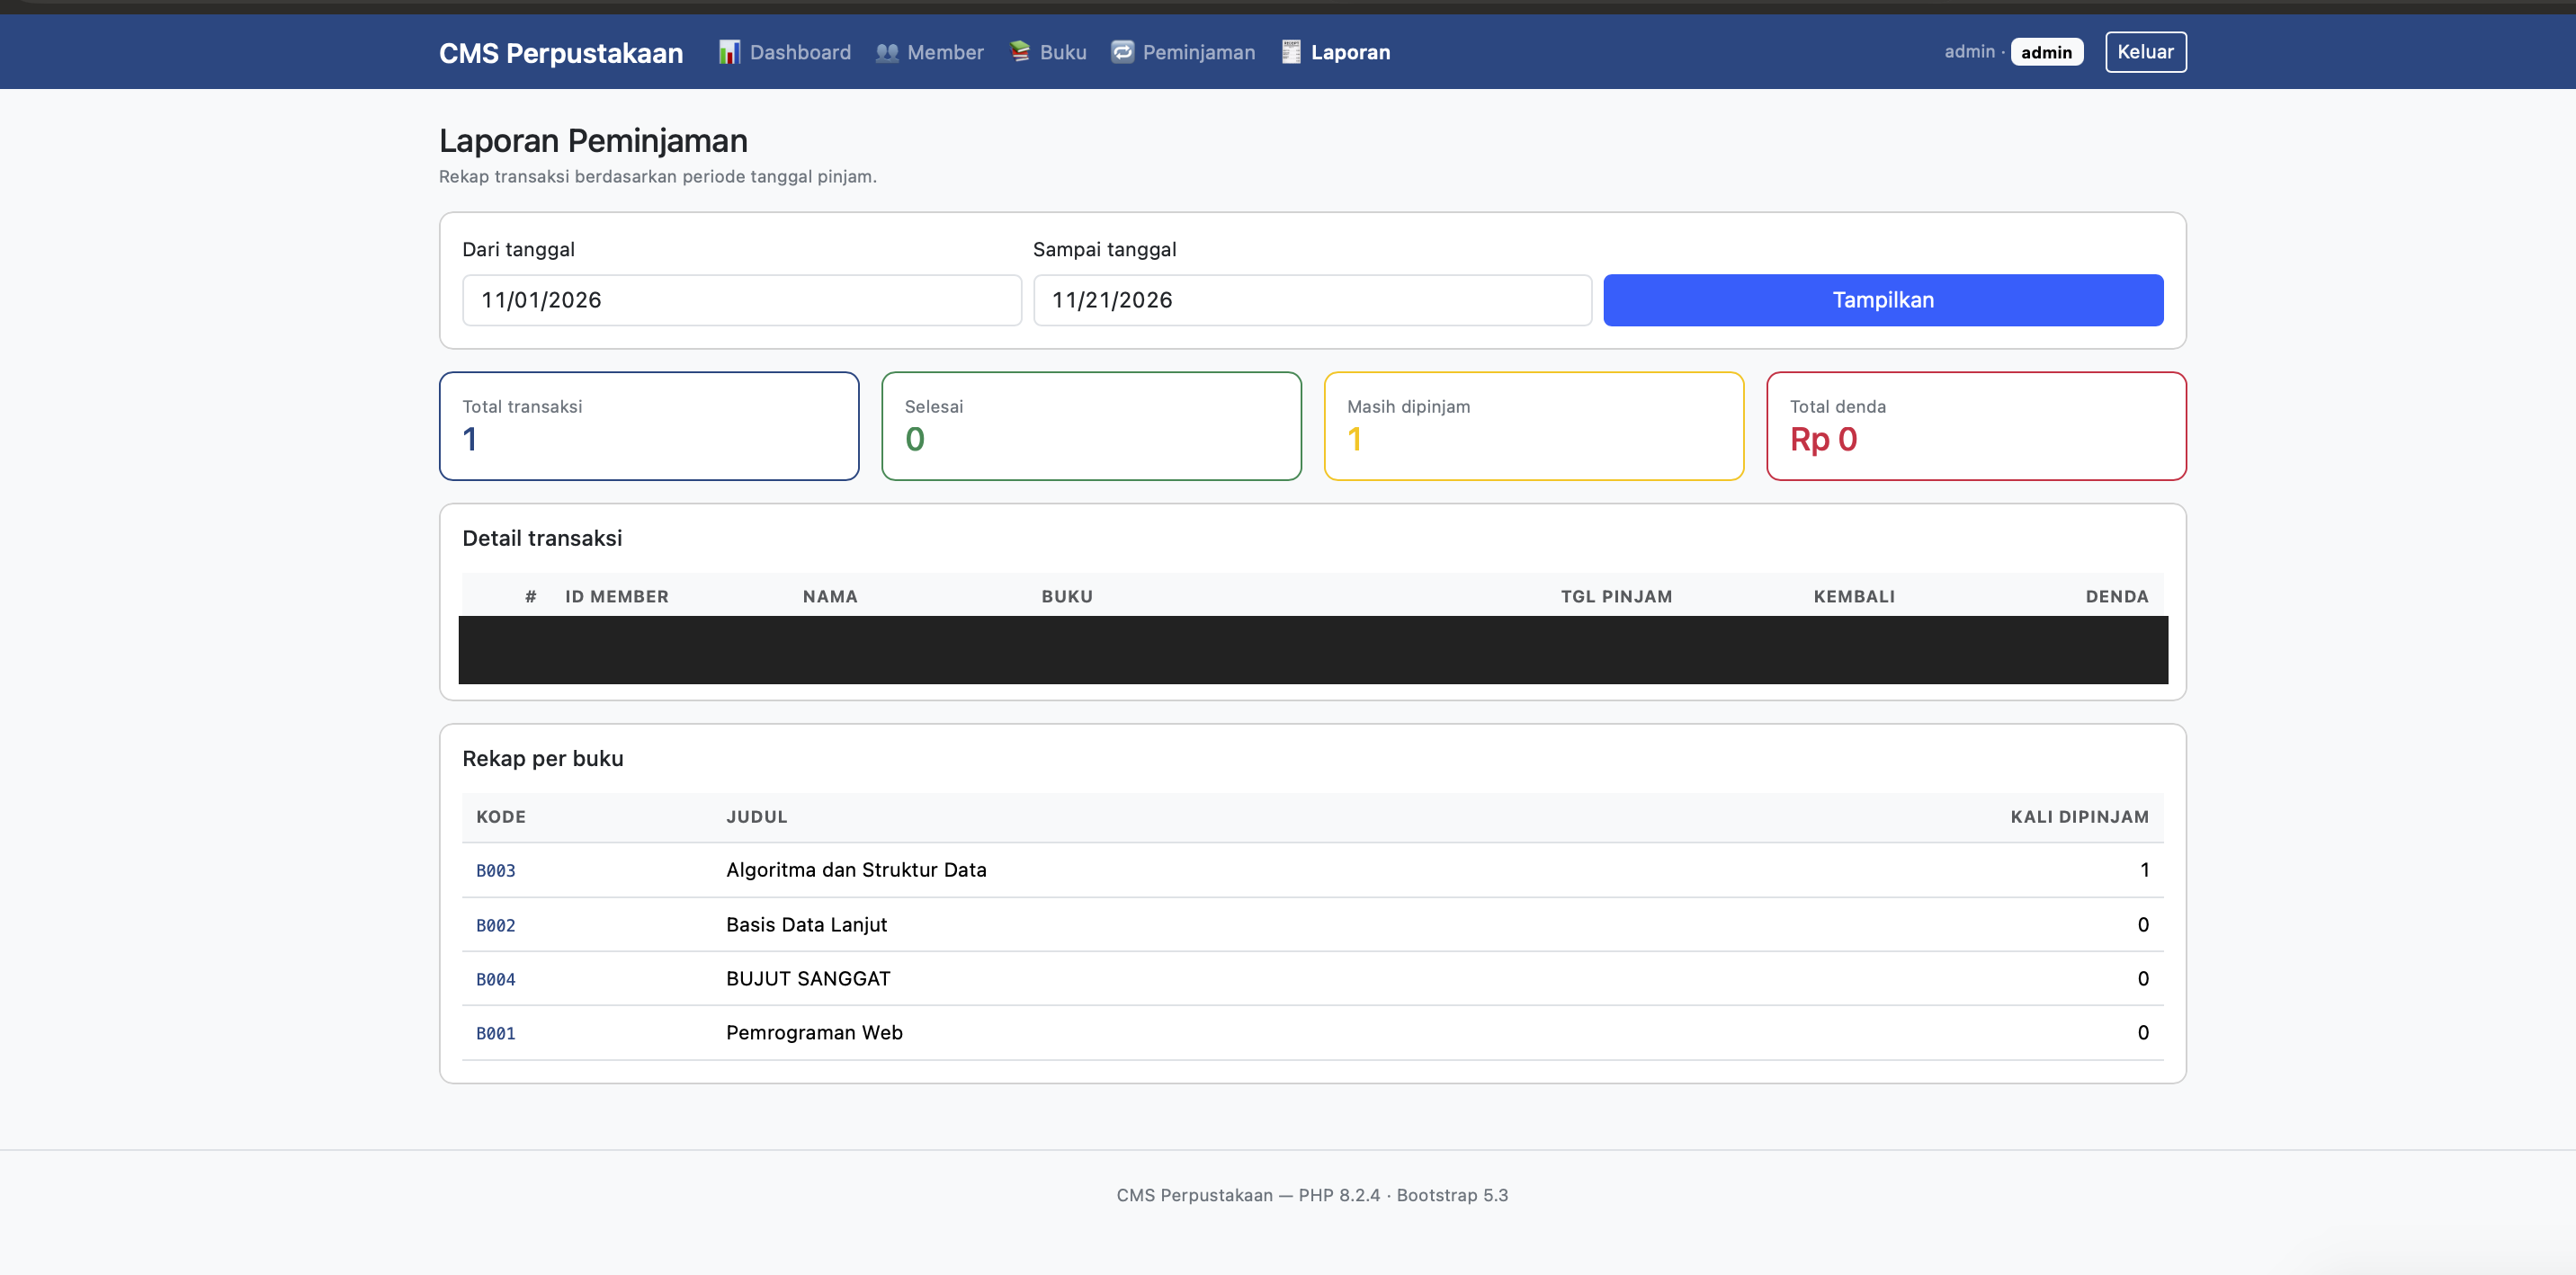 CMS Perpustakaan Dashboard Member Buku Peminjaman Laporan admin · admin Keluar
Laporan Peminjaman
Rekap transaksi berdasarkan periode tanggal pinjam.
Dari tanggal Sampai tanggal
11/01/2026 11/21/2026 Tampilkan
Total transaksi Selesai Masih dipinjam Total denda
1 0 1 Rp 0
Detail transaksi
# ID MEMBER NAMA BUKU TGL PINJAM KEMBALI DENDA
Rekap per buku
KODE JUDUL KALI DIPINJAM
B003 Algoritma dan Struktur Data 1
B002 Basis Data Lanjut 0
B004 BUJUT SANGGAT 0
B001 Pemrograman Web 0
CMS Perpustakaan — PHP 8.2.4 · Bootstrap 5.3